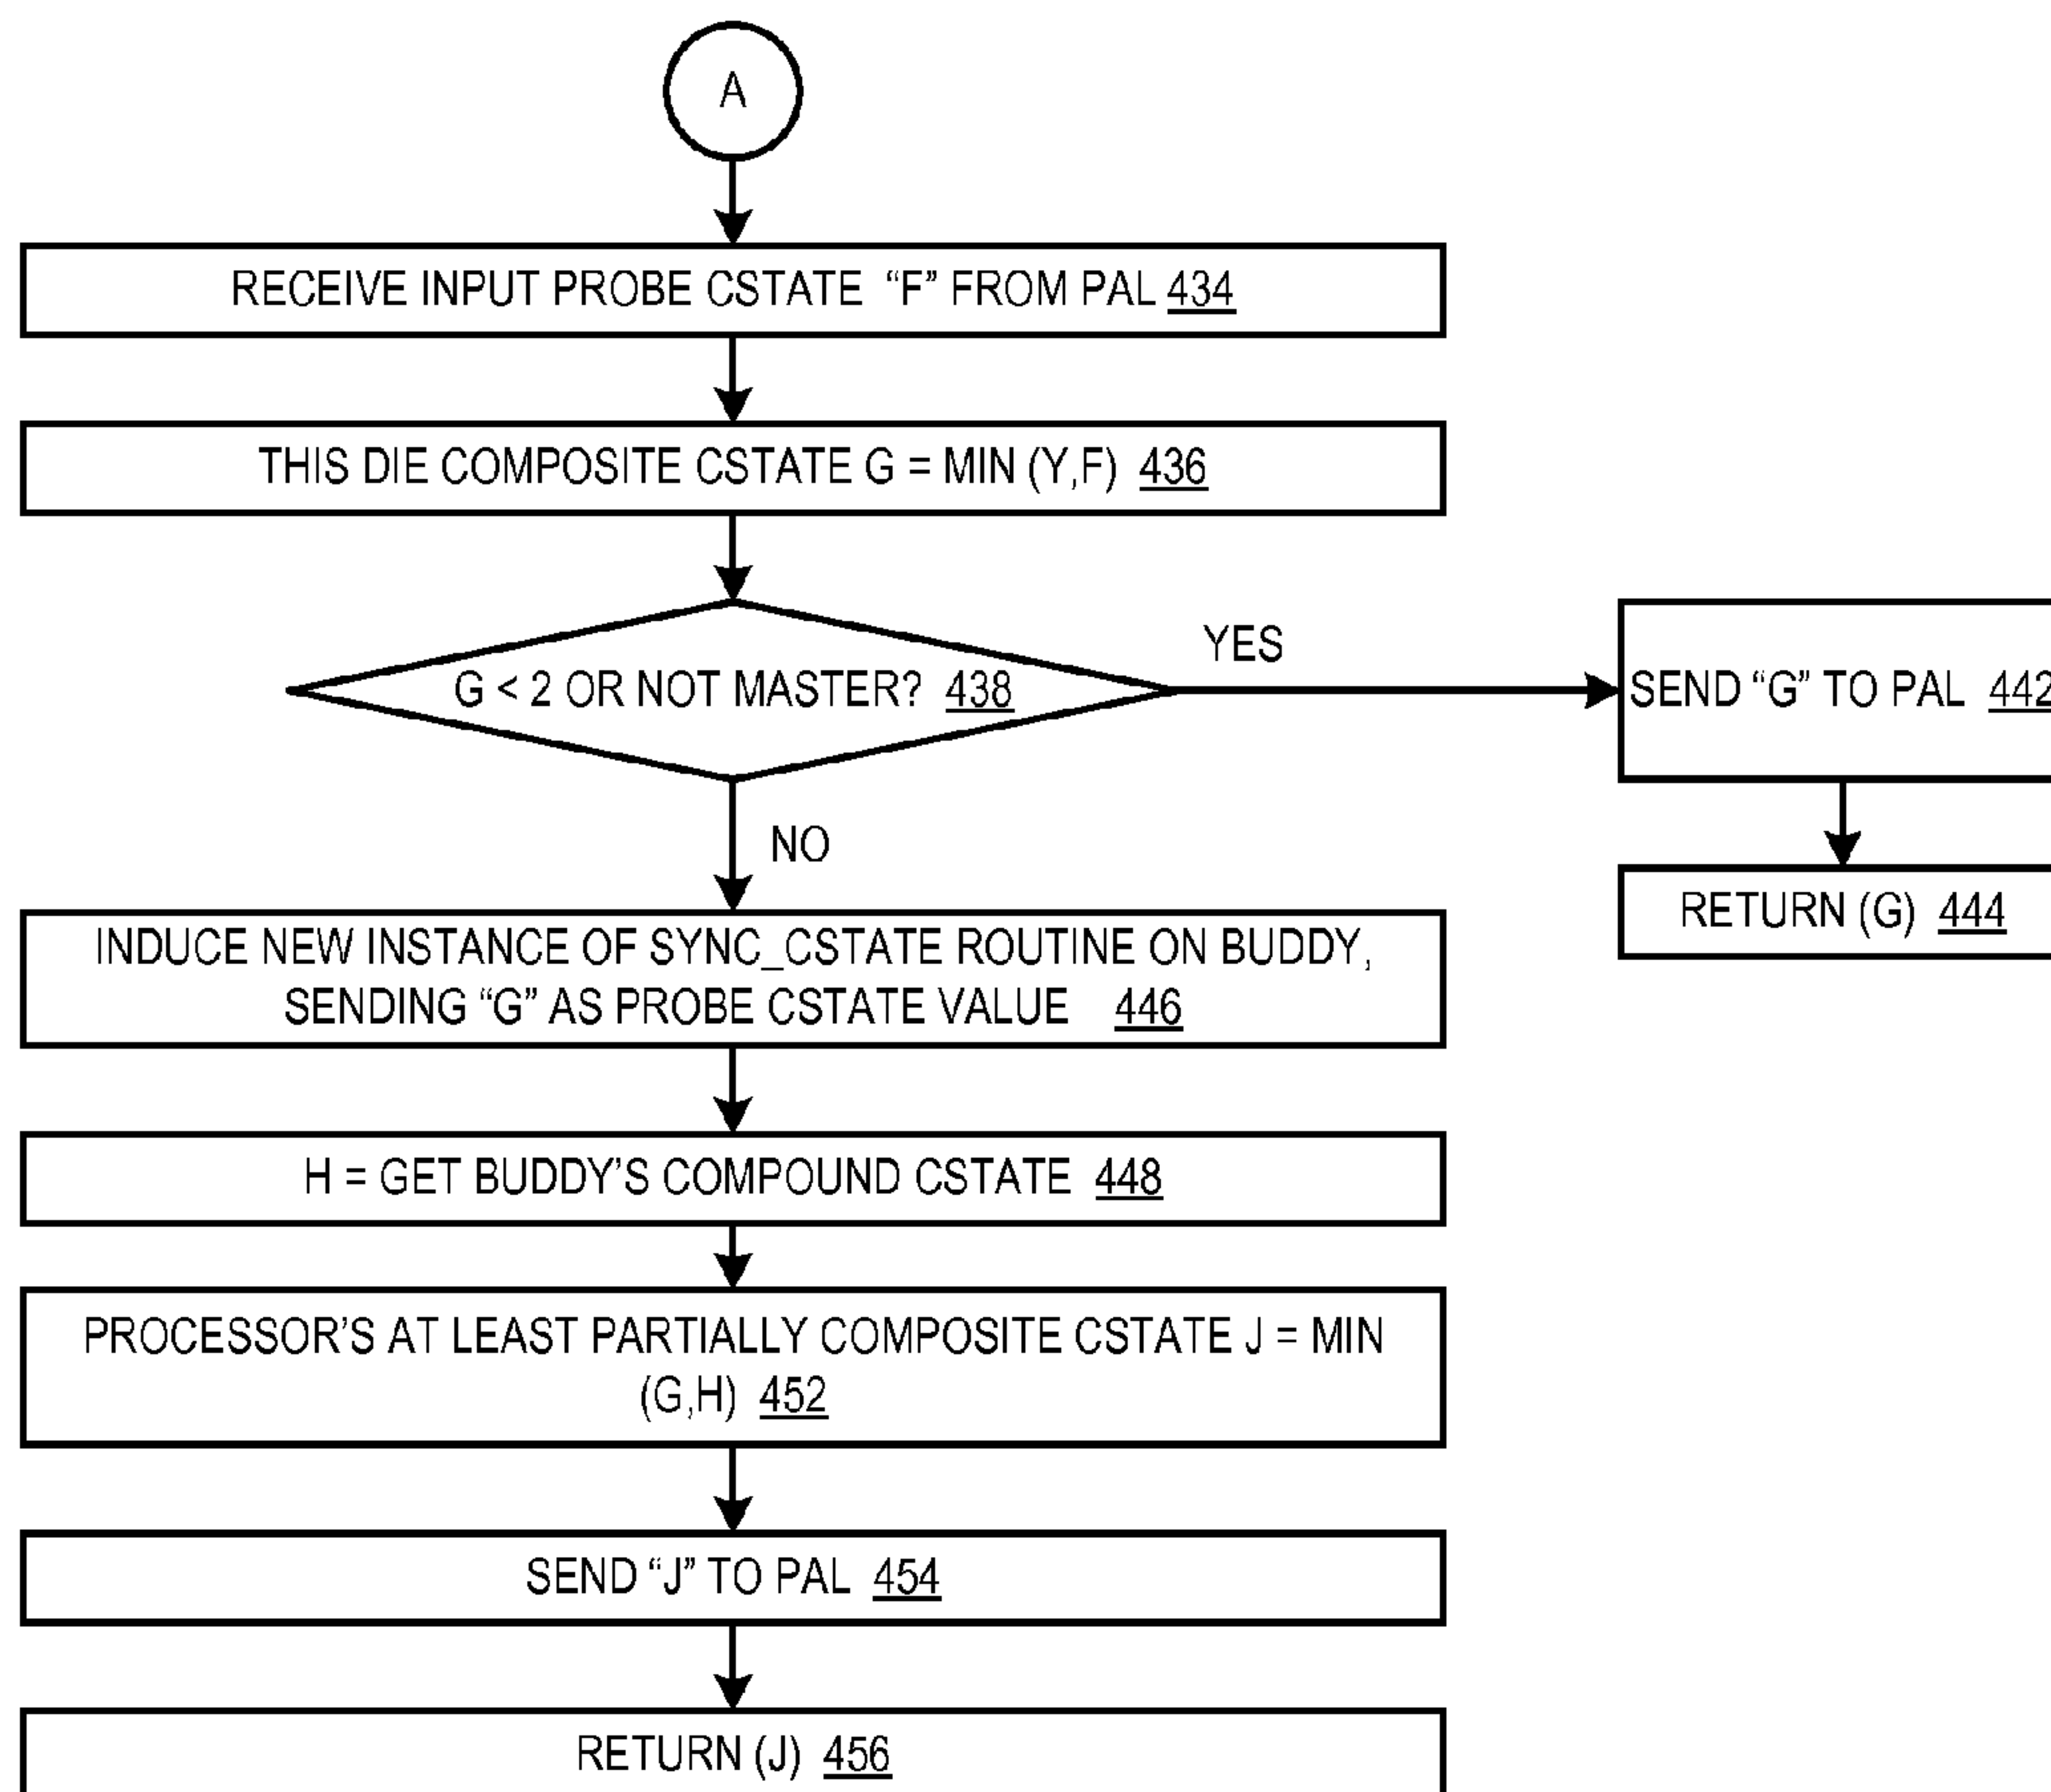 A
RECEIVE INPUT PROBE CSTATE “F” FROM PAL 434
THIS DIE COMPOSITE CSTATE G = MIN (Y,F) 436
G < 2 OR NOT MASTER? 438
YES
SEND “G” TO PAL 442
RETURN (G) 444
NO
INDUCE NEW INSTANCE OF SYNC_CSTATE ROUTINE ON BUDDY,
SENDING “G” AS PROBE CSTATE VALUE 446
H = GET BUDDY’S COMPOUND CSTATE 448
PROCESSOR’S AT LEAST PARTIALLY COMPOSITE CSTATE J = MIN
(G,H) 452
SEND “J” TO PAL 454
RETURN (J) 456